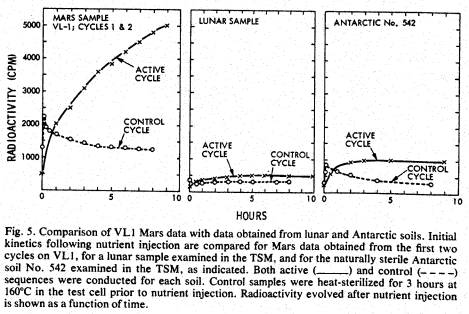 MARS SAMPLE
VL-1; CYCLES 1 & 2
LUNAR SAMPLE
ANTARCTIC No. 542
5000
4000
3000
2000
1000
RADIOACTIVITY (CPM)
ACTIVE
CYCLE
CONTROL
CYCLE
ACTIVE
CYCLE
CONTROL
CYCLE
ACTIVE
CYCLE
CONTROL
CYCLE
0 5 10 0 5 10 0 5 10
HOURS
Fig. 5. Comparison of VL1 Mars data with data obtained from lunar and Antarctic soils. Initial
kinetics following nutrient injection are compared for Mars data obtained from the first two
cycles on VL1, for a lunar sample examined in the TSM, and for the naturally sterile Antarctic
soil No. 542 examined in the TSM, as indicated. Both active (____) and control (– – – –)
sequences were conducted for each soil. Control samples were heat-sterilized for 3 hours at
160°C in the test cell prior to nutrient injection. Radioactivity evolved after nutrient injection
is shown as a function of time.